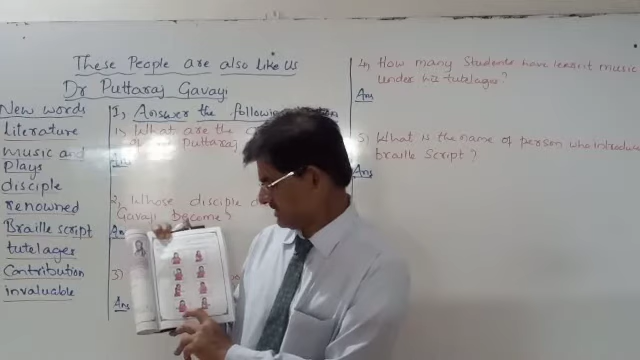 These People are also like Us
Dr Puttaraj Gavayi
New words
Literature
music and
plays
disciple
renowned
Braille script
tutelages
Contribution
invaluable
I, Answer the following
1) What are the
of Puttaraj
Ans
2, Whose disciple
Gavayi become?
An
3)
Ans
4, How many Students have learnt music
under his tutelage?
Ans
5, What is the name of person who introduce
Braille Script?
Ans